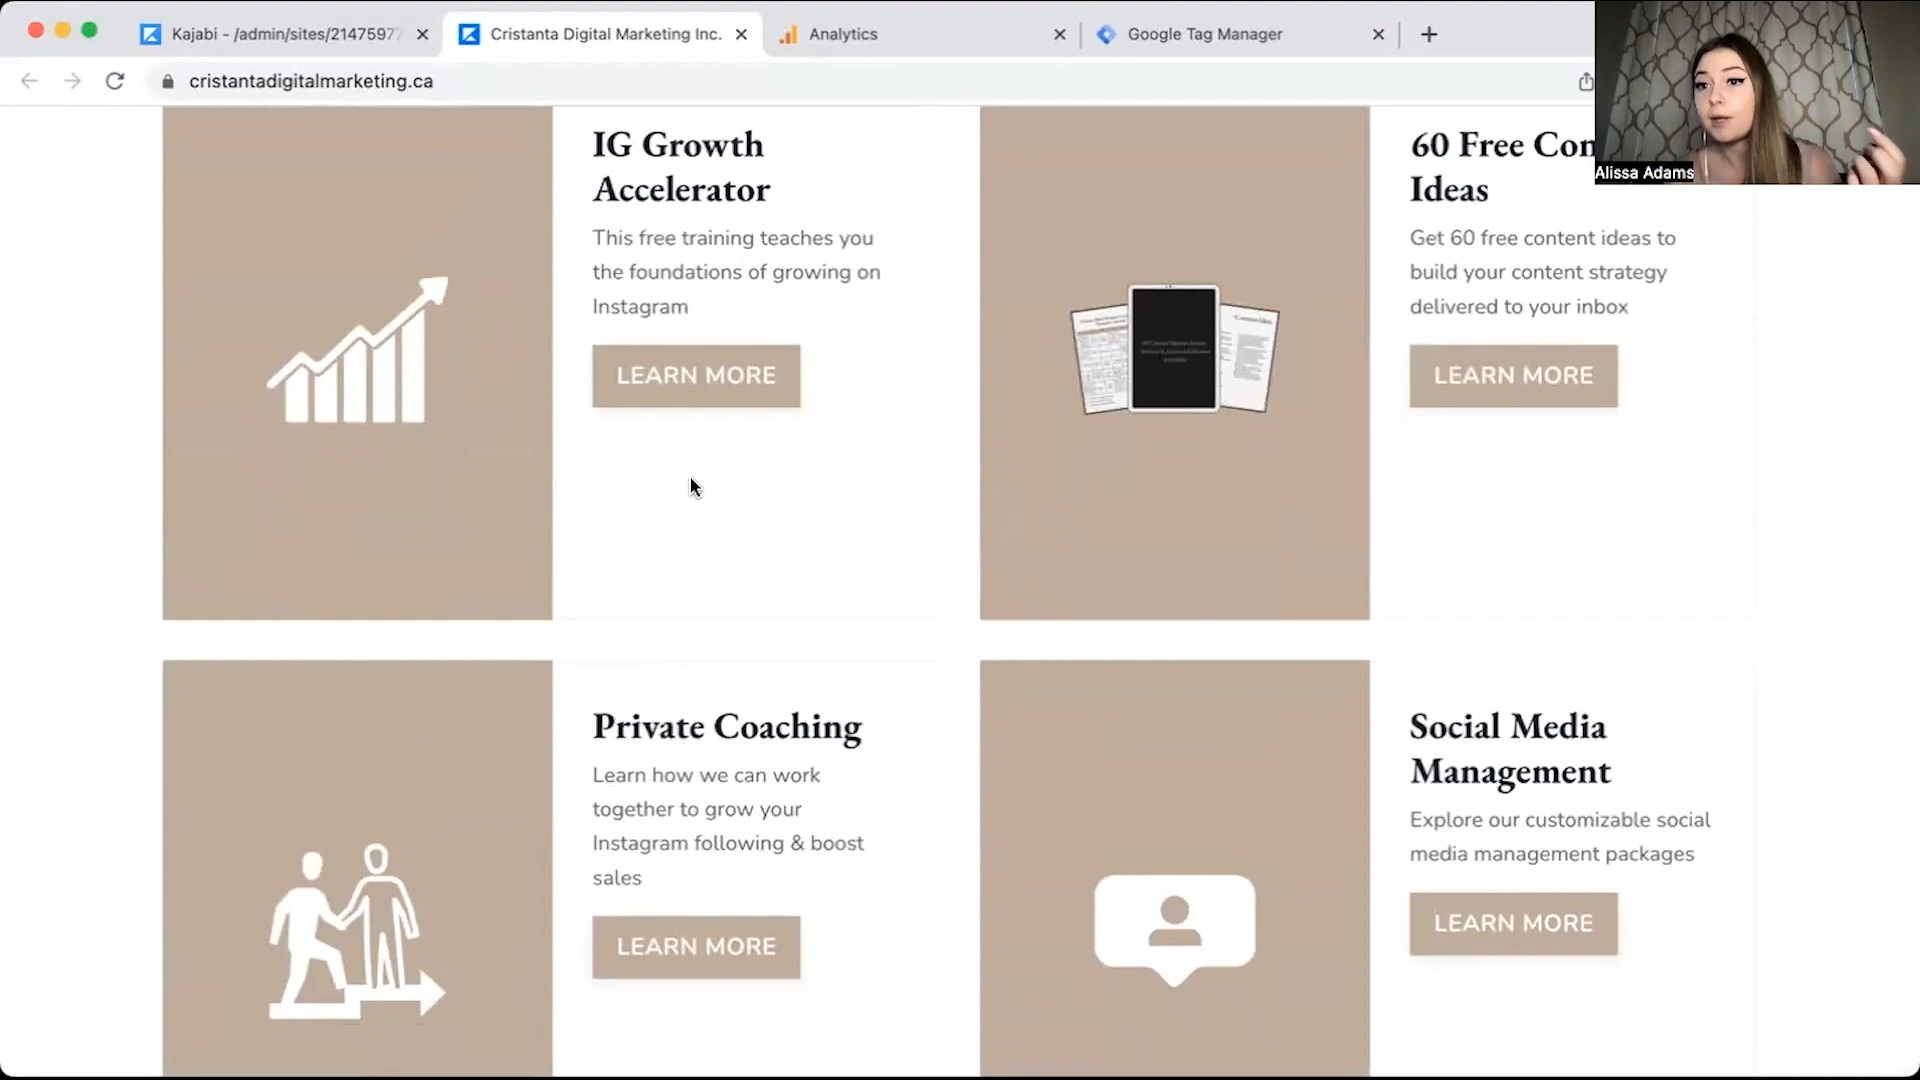 Kajabi - /admin/sites/21475977
Cristanta Digital Marketing Inc.
Analytics
Google Tag Manager
cristantadigitalmarketing.ca
Alissa Adams
IG Growth
Accelerator
This free training teaches you
the foundations of growing on
Instagram
LEARN MORE
60 Free Con
Ideas
Get 60 free content ideas to
build your content strategy
delivered to your inbox
LEARN MORE
Private Coaching
Learn how we can work
together to grow your
Instagram following & boost
sales
LEARN MORE
Social Media
Management
Explore our customizable social
media management packages
LEARN MORE